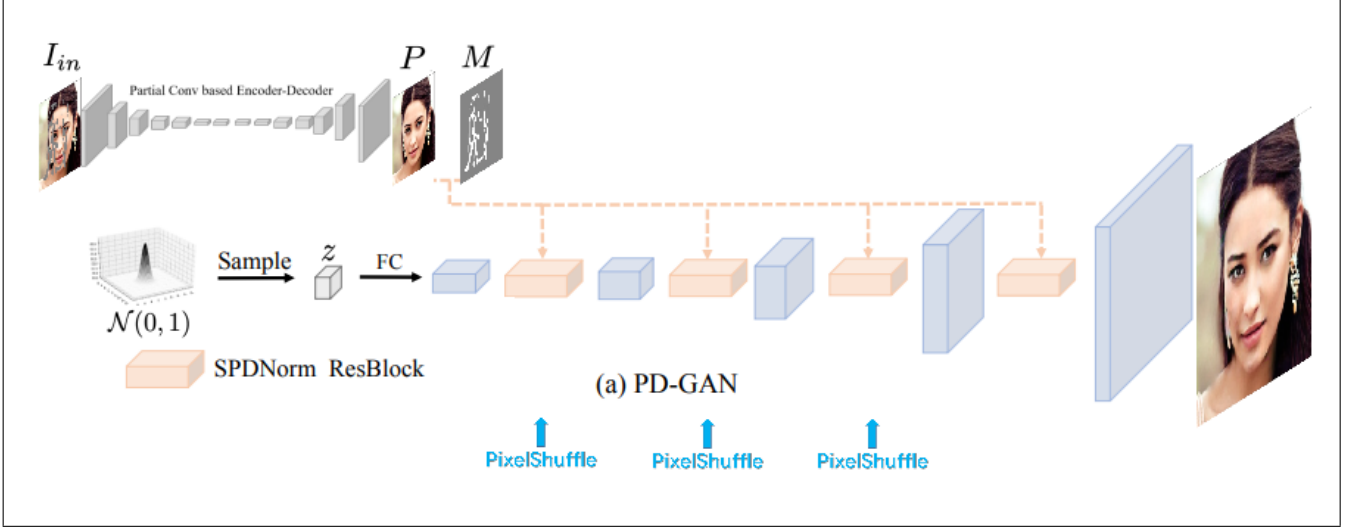 I_in
P
M
Partial Conv based Encoder-Decoder
Sample
z
FC
N(0, 1)
SPDNorm ResBlock
(a) PD-GAN
PixelShuffle
PixelShuffle
PixelShuffle